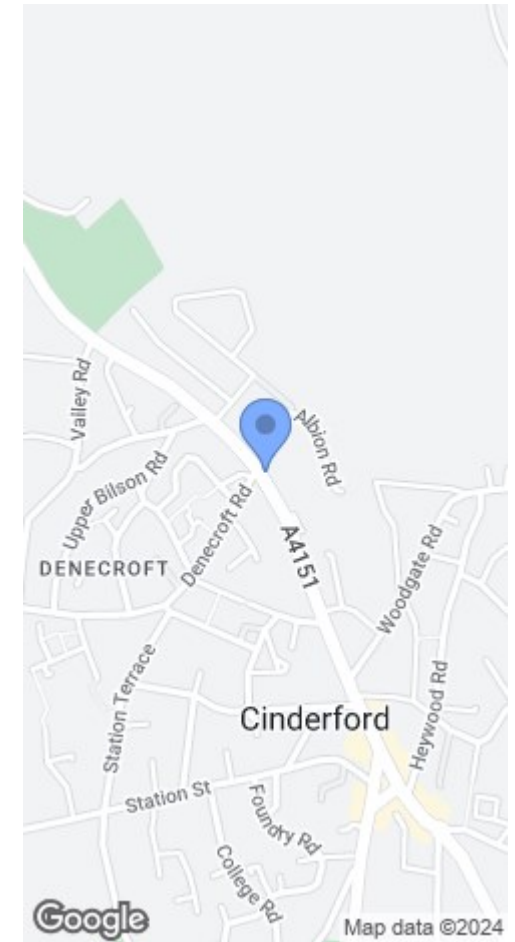 Valley Rd
Albion Rd
Upper Bilson Rd
Denecroft Rd
A4151
DENECROFT
Woodgate Rd
Station Terrace
Heywood Rd
Cinderford
Station St
Foundry Rd
College Rd
Google
Map data ©2024